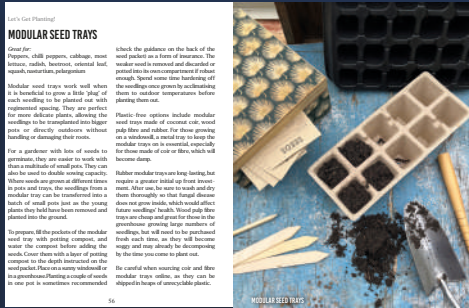 Let's Get Planting!
MODULAR SEED TRAYS
Great for:
Peppers, chilli peppers, cabbage, most
lettuce, radish, beetroot, oriental leaf,
squash, nasturtium, pelargonium
Modular seed trays work well when
it is beneficial to grow a little 'plug' of
each seedling to be planted out with
regimented spacing. They are perfect
for more delicate plants, allowing the
seedlings to be transplanted into bigger
pots or directly outdoors without
handling or damaging their roots.
For a gardener with lots of seeds to
germinate, they are easier to work with
than a multitude of small pots. They can
also be used to double sowing capacity.
Where seeds are grown at different times
in pots and trays, the seedlings from a
modular tray can be transferred into a
batch of small pots just as the young
plants they held have been removed and
planted into the ground.
To prepare, fill the pockets of the modular
seed tray with potting compost, and
water the compost before adding the
seeds. Cover them with a layer of potting
compost to the depth instructed on the
seed packet. Place on a sunny windowsill or
in a greenhouse. Planting a couple of seeds
in one pot is sometimes recommended
(check the guidance on the back of the
seed packet as a form of insurance. The
weaker seed is removed and discarded or
potted into its own compartment if robust
enough. Spend some time hardening off
the seedlings once grown by acclimatising
them to outdoor temperatures before
planting them out.
Plastic-free options include modular
seed trays made of coconut coir, wood
pulp fibre and rubber. For those growing
on a windowsill, a metal tray to keep the
modular trays on is essential, especially
for those made of coir or fibre, which will
become damp.
Rubber modular trays are long-lasting, but
require a greater initial up front invest-
ment. After use, be sure to wash and dry
them thoroughly so that fungal disease
does not grow inside, which would affect
future seedlings' health. Wood pulp fibre
trays are cheap and great for those in the
greenhouse growing large numbers of
seedlings, but will need to be purchased
fresh each time, as they will become
soggy and may already be decomposing
by the time you come to plant out.
Be careful when sourcing coir and fibre
modular trays online, as they can be
shipped in heaps of unrecyclable plastic.
56
MODULAR SEED TRAYS